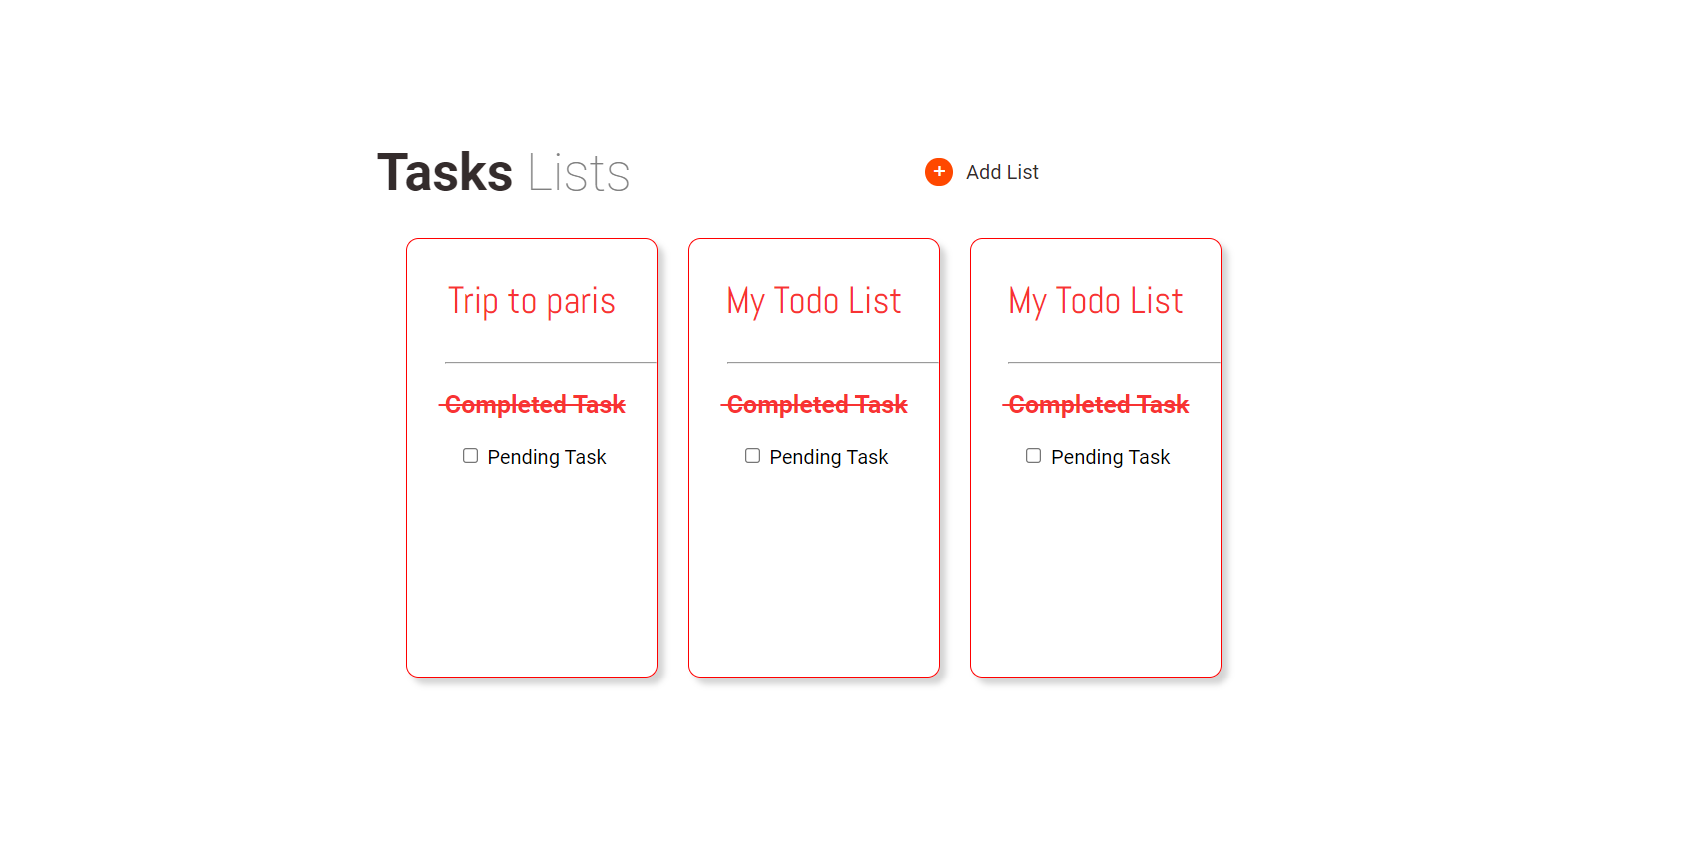 Tasks Lists
+ Add List
Trip to paris
Completed Task
Pending Task
My Todo List
Completed Task
Pending Task
My Todo List
Completed Task
Pending Task